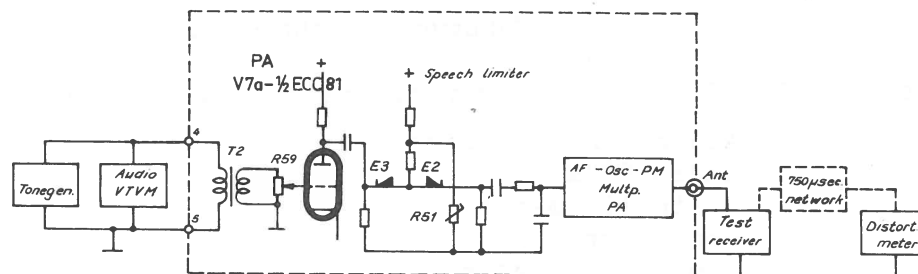 PA
V7a-½ECC81
+
+ Speech limiter
4
T2
R59
E3
E2
Tonegen.
Audio
VTVM
R51
5
AF - Osc - PM
Multp.
PA
Ant
750µsec.
network
Test
receiver
Distort.
meter